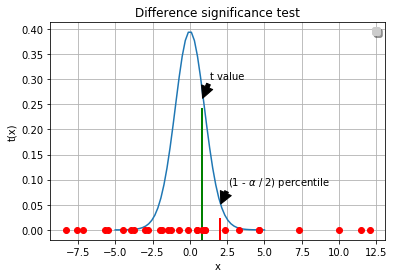 Difference significance test
0.40
0.35
0.30
0.25
0.20
0.15
0.10
0.05
0.00
t(x)
t value
(1 - α / 2) percentile
−7.5 −5.0 −2.5 0.0 2.5 5.0 7.5 10.0 12.5
x